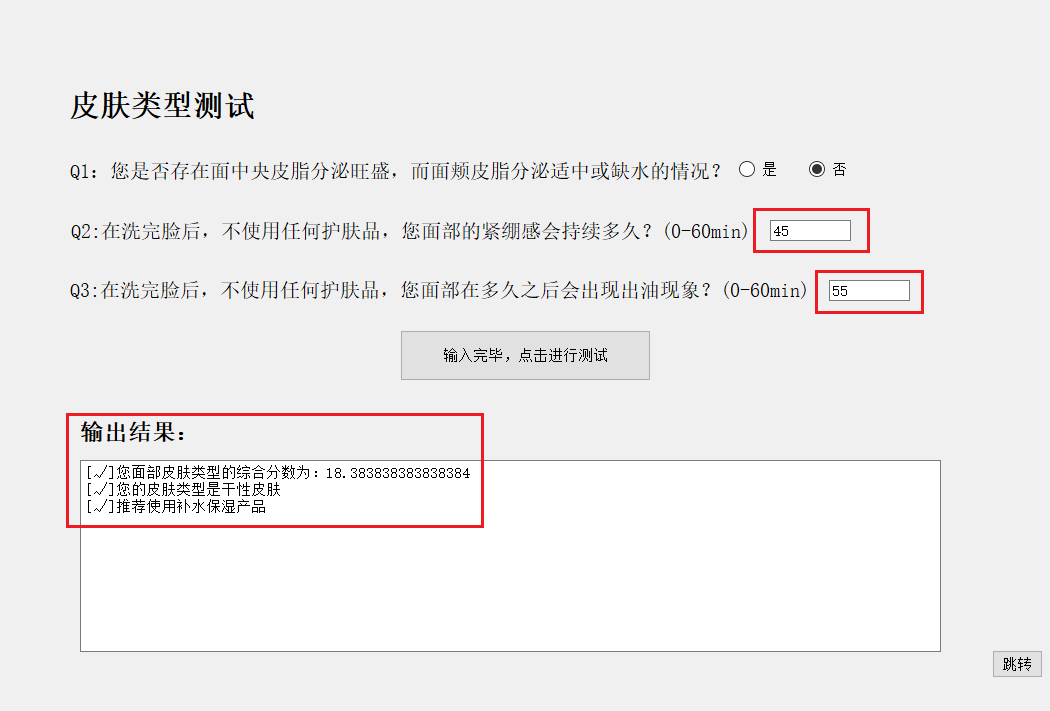 皮肤类型测试
Q1: 您是否存在面中央皮脂分泌旺盛，而面颊皮脂分泌适中或缺水的情况？ 是 否
Q2:在洗完脸后，不使用任何护肤品，您面部的紧绷感会持续多久？(0-60min) 45
Q3:在洗完脸后，不使用任何护肤品，您面部在多久之后会出现出油现象？(0-60min) 55
输入完毕，点击进行测试
输出结果：
[√]您面部皮肤类型的综合分数为：18.383838383838384
[√]您的皮肤类型是干性皮肤
[√]推荐使用补水保湿产品
跳转